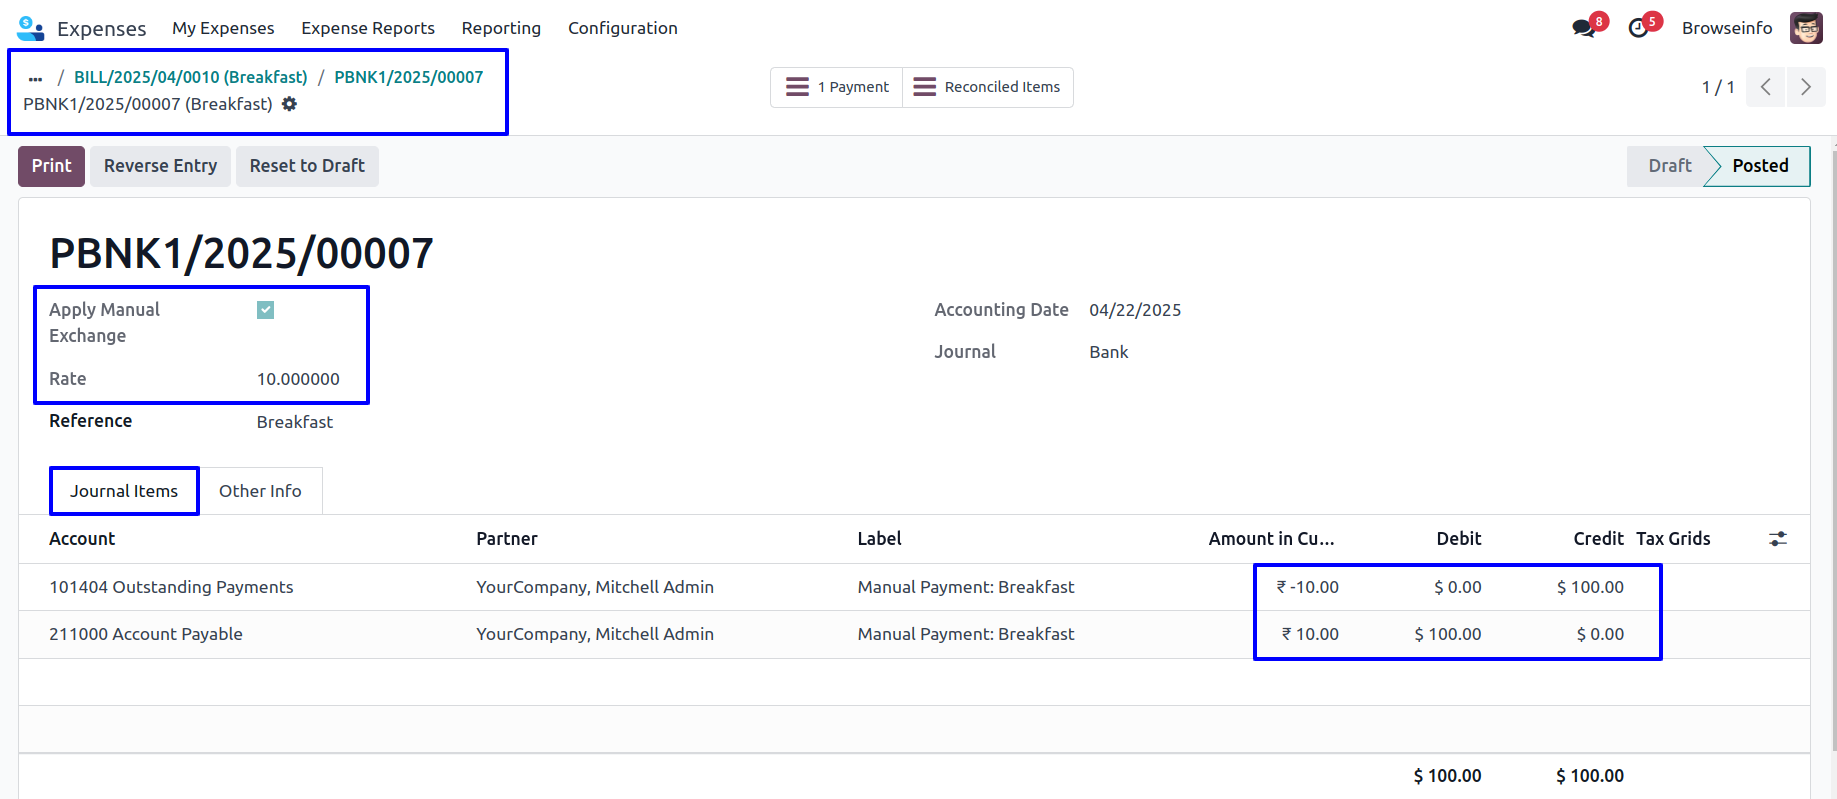 Expenses My Expenses Expense Reports Reporting Configuration 8 5 Browseinfo
... / BILL/2025/04/0010 (Breakfast) / PBNK1/2025/00007
PBNK1/2025/00007 (Breakfast)
1 Payment Reconciled Items 1 / 1
Print Reverse Entry Reset to Draft Draft Posted
PBNK1/2025/00007
Apply Manual
Exchange
Rate 10.000000
Reference Breakfast
Accounting Date 04/22/2025
Journal Bank
Journal Items Other Info
Account Partner Label Amount in Cu... Debit Credit Tax Grids
101404 Outstanding Payments YourCompany, Mitchell Admin Manual Payment: Breakfast ₹ -10.00 $ 0.00 $ 100.00
211000 Account Payable YourCompany, Mitchell Admin Manual Payment: Breakfast ₹ 10.00 $ 100.00 $ 0.00
$ 100.00 $ 100.00